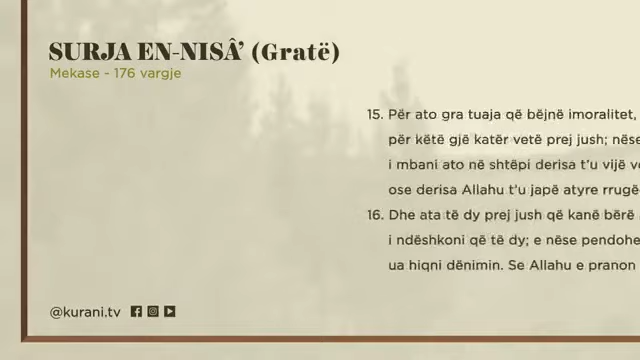 SURJA EN-NISÂ’ (Gratë)
Mekase - 176 vargje
15. Për ato gra tuaja që bëjnë imoralitet,
për këtë gjë katër vetë prej jush; nëse
i mbani ato në shtëpi derisa t’u vijë
ose derisa Allahu t’u japë atyre rrugë
16. Dhe ata të dy prej jush që kanë bërë
i ndëshkoni që të dy; e nëse pendohe
ua hiqni dënimin. Se Allahu e pranon
@kurani.tv